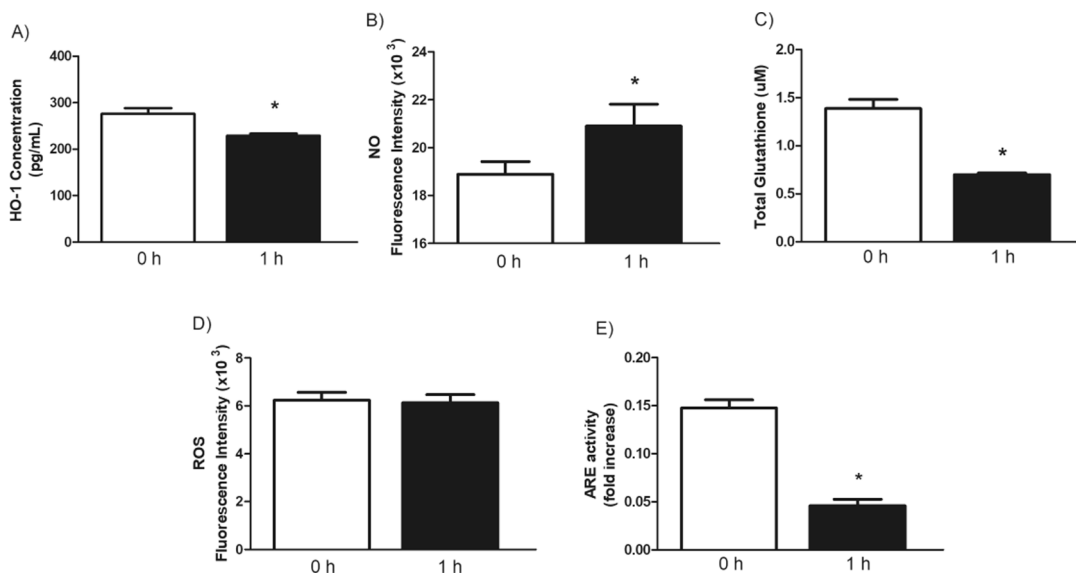 A)
HO-1 Concentration
(pg/mL)
400
300
200
100
0
*
0 h
1 h
B)
NO
Fluorescence Intensity (x10 3)
24
22
20
18
16
*
0 h
1 h
C)
Total Glutathione (uM)
2.0
1.5
1.0
0.5
0.0
*
0 h
1 h
D)
ROS
Fluorescence Intensity (x10 3)
8
6
4
2
0
0 h
1 h
E)
ARE activity
(fold increase)
0.20
0.15
0.10
0.05
0.00
*
0 h
1 h